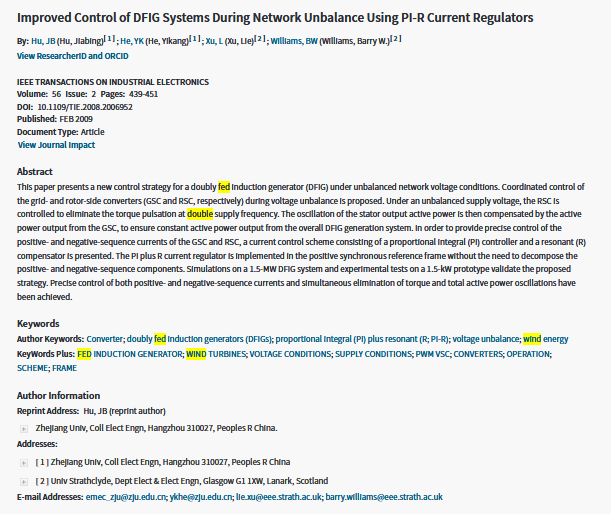 Improved Control of DFIG Systems During Network Unbalance Using PI-R Current Regulators
By: Hu, JB (Hu, Jiabing)[ 1 ] ; He, YK (He, Yikang)[ 1 ] ; Xu, L (Xu, Lie)[ 2 ] ; Williams, BW (Williams, Barry W.)[ 2 ]
View ResearcherID and ORCID
IEEE TRANSACTIONS ON INDUSTRIAL ELECTRONICS
Volume: 56 Issue: 2 Pages: 439-451
DOI: 10.1109/TIE.2008.2006952
Published: FEB 2009
Document Type: Article
View Journal Impact
Abstract
This paper presents a new control strategy for a doubly fed induction generator (DFIG) under unbalanced network voltage conditions. Coordinated control of
the grid- and rotor-side converters (GSC and RSC, respectively) during voltage unbalance is proposed. Under an unbalanced supply voltage, the RSC is
controlled to eliminate the torque pulsation at double supply frequency. The oscillation of the stator output active power is then compensated by the active
power output from the GSC, to ensure constant active power output from the overall DFIG generation system. In order to provide precise control of the
positive- and negative-sequence currents of the GSC and RSC, a current control scheme consisting of a proportional integral (PI) controller and a resonant (R)
compensator is presented. The PI plus R current regulator is implemented in the positive synchronous reference frame without the need to decompose the
positive- and negative-sequence components. Simulations on a 1.5-MW DFIG system and experimental tests on a 1.5-kW prototype validate the proposed
strategy. Precise control of both positive- and negative-sequence currents and simultaneous elimination of torque and total active power oscillations have
been achieved.
Keywords
Author Keywords: Converter; doubly fed induction generators (DFIGs); proportional integral (PI) plus resonant (R; PI-R); voltage unbalance; wind energy
KeyWords Plus: FED INDUCTION GENERATOR; WIND TURBINES; VOLTAGE CONDITIONS; SUPPLY CONDITIONS; PWM VSC; CONVERTERS; OPERATION;
SCHEME; FRAME
Author Information
Reprint Address: Hu, JB (reprint author)
Zhejiang Univ, Coll Elect Engn, Hangzhou 310027, Peoples R China.
Addresses:
[ 1 ] Zhejiang Univ, Coll Elect Engn, Hangzhou 310027, Peoples R China
[ 2 ] Univ Strathclyde, Dept Elect & Elect Engn, Glasgow G1 1XW, Lanark, Scotland
E-mail Addresses: emec_zju@zju.edu.cn; ykhe@zju.edu.cn; lie.xu@eee.strath.ac.uk; barry.williams@eee.strath.ac.uk